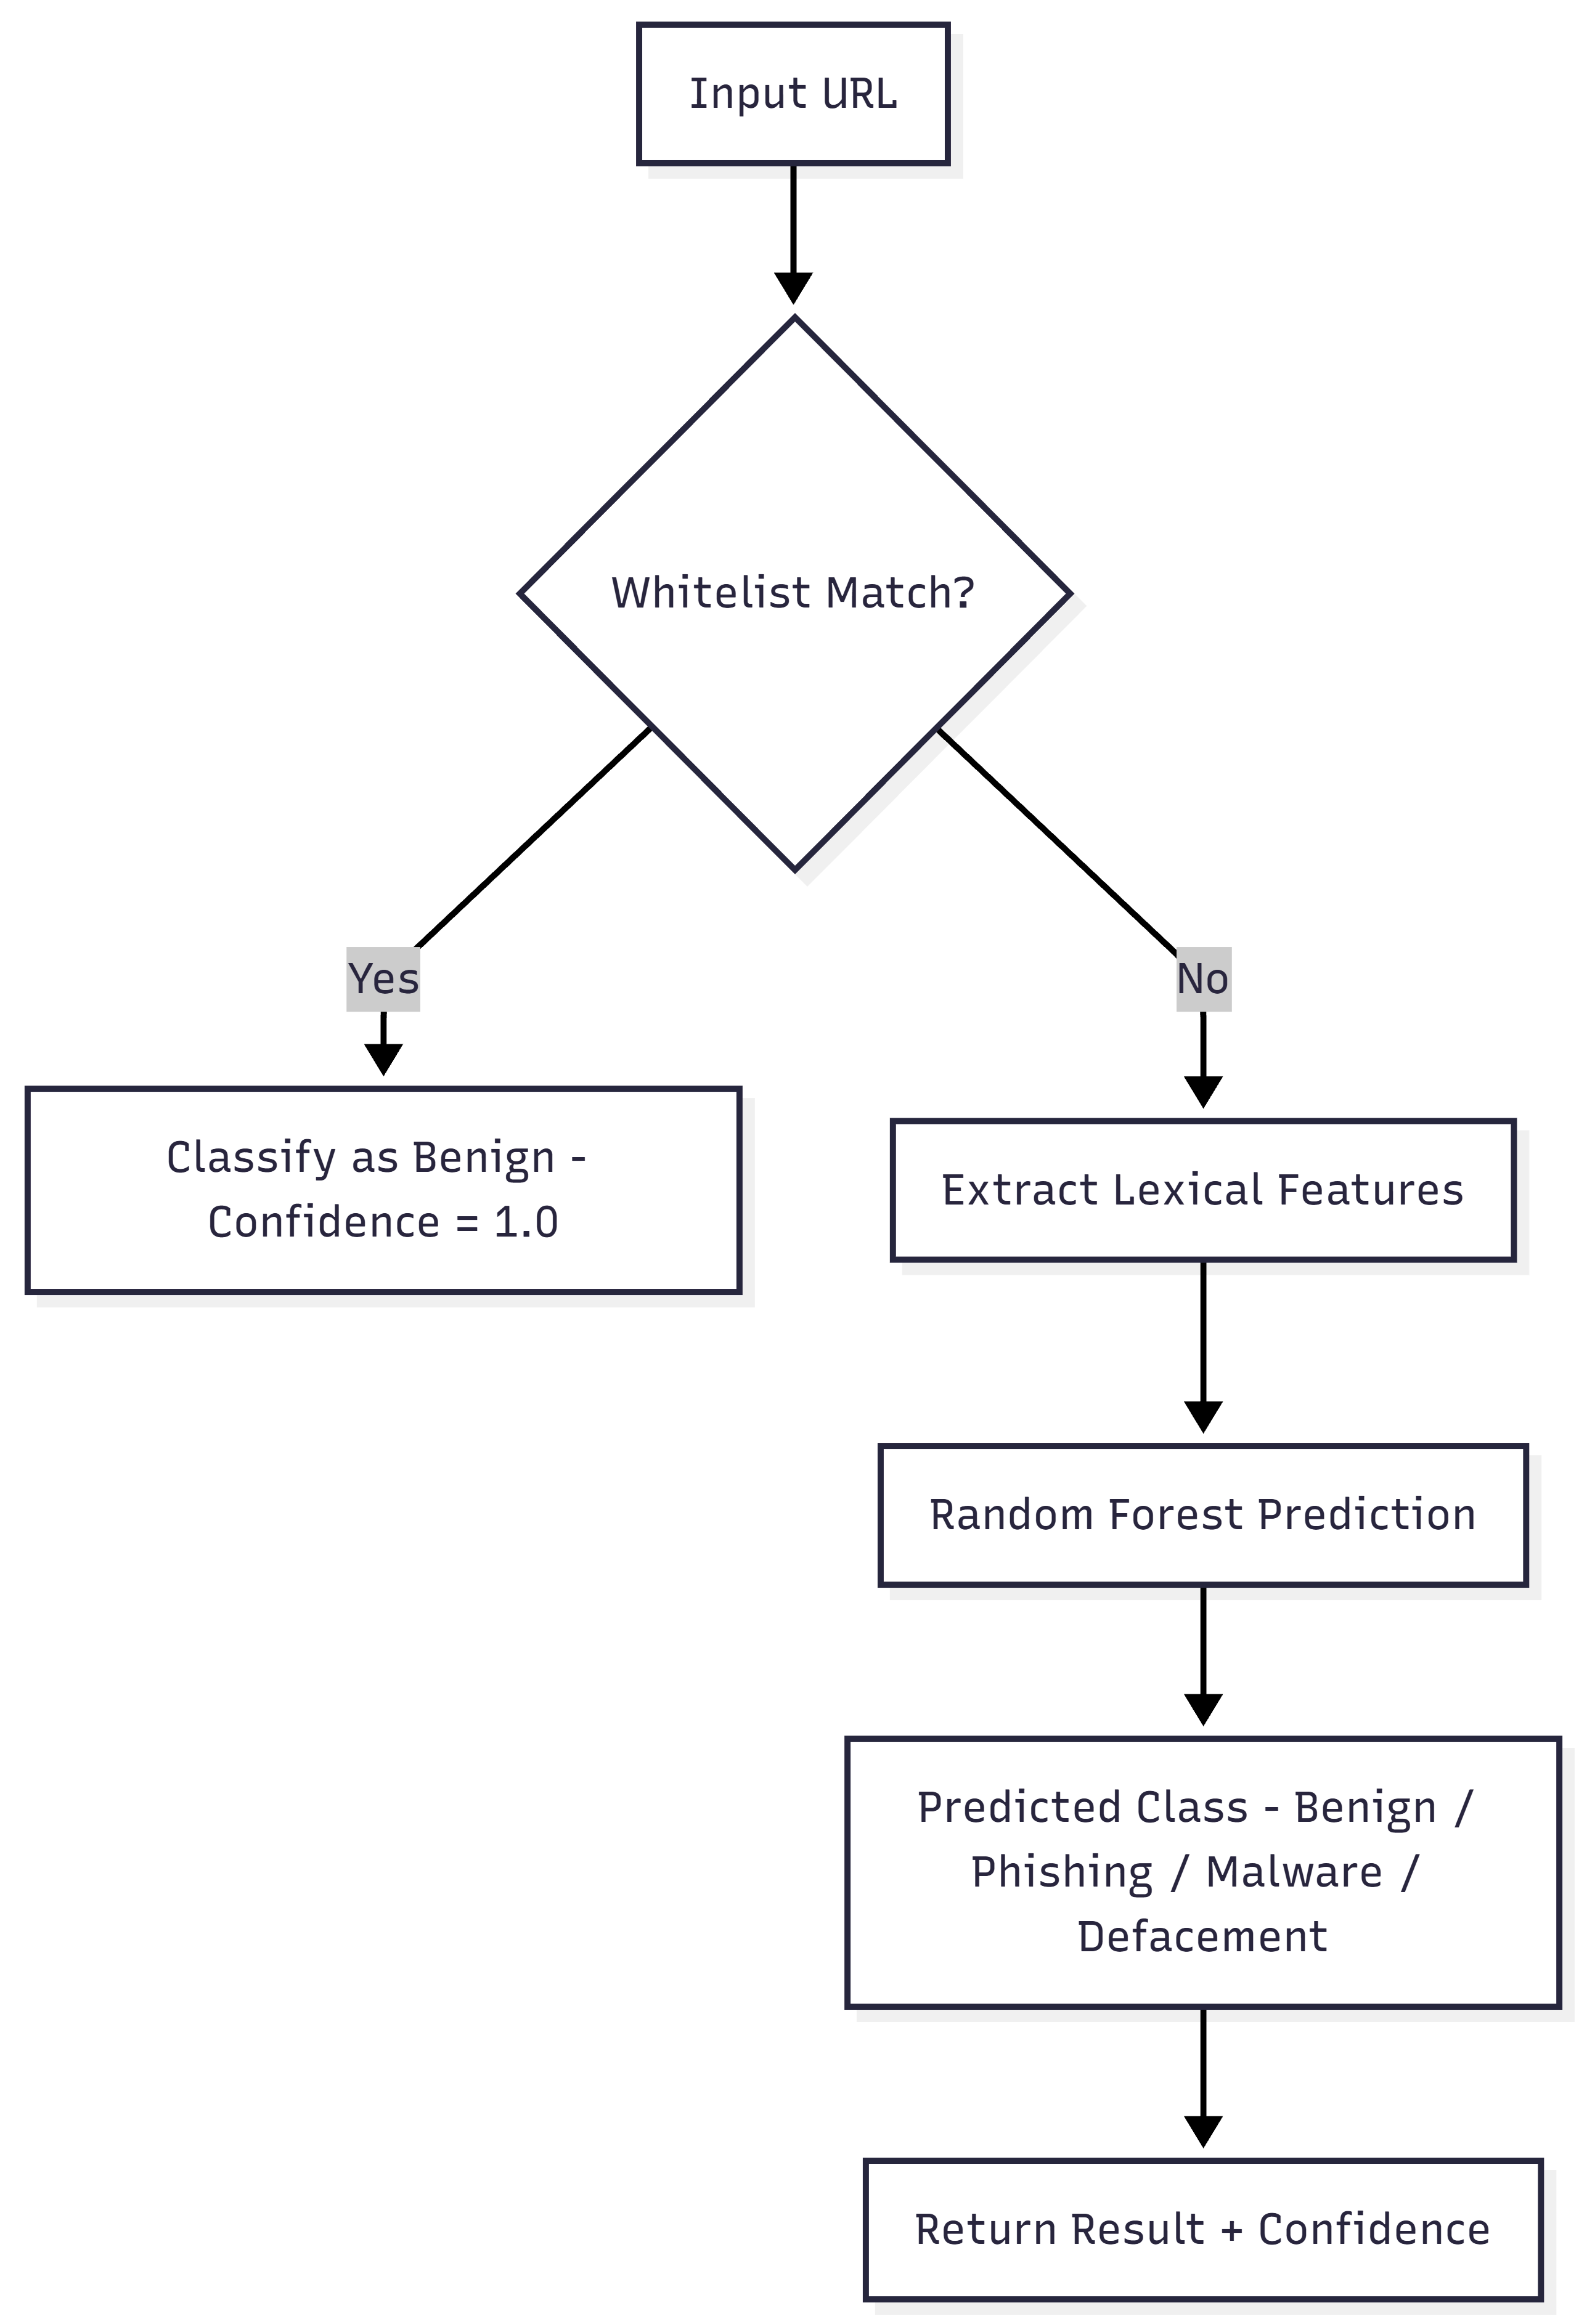 Input URL
Whitelist Match?
Yes
No
Classify as Benign -
Confidence = 1.0
Extract Lexical Features
Random Forest Prediction
Predicted Class - Benign /
Phishing / Malware /
Defacement
Return Result + Confidence